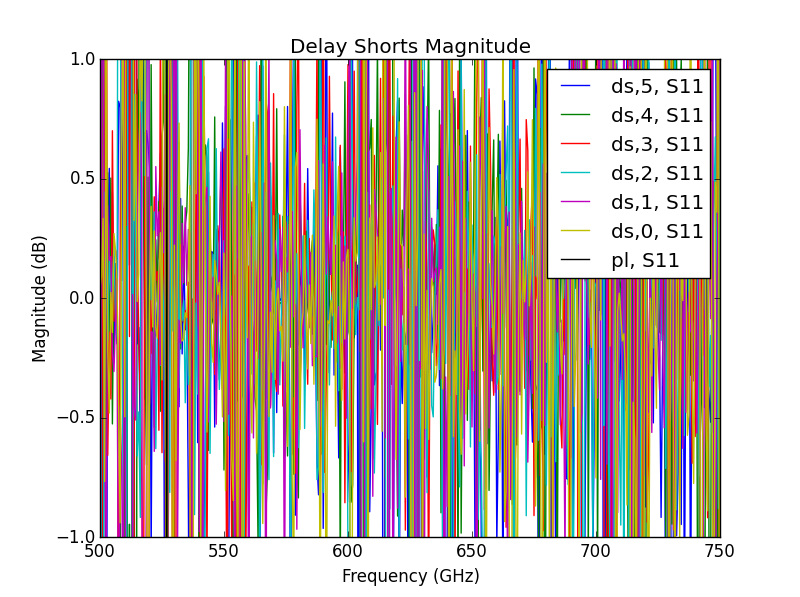 Delay Shorts Magnitude
1.0
0.5
0.0
−0.5
−1.0
Magnitude (dB)
ds,5, S11
ds,4, S11
ds,3, S11
ds,2, S11
ds,1, S11
ds,0, S11
pl, S11
500
550
600
650
700
750
Frequency (GHz)